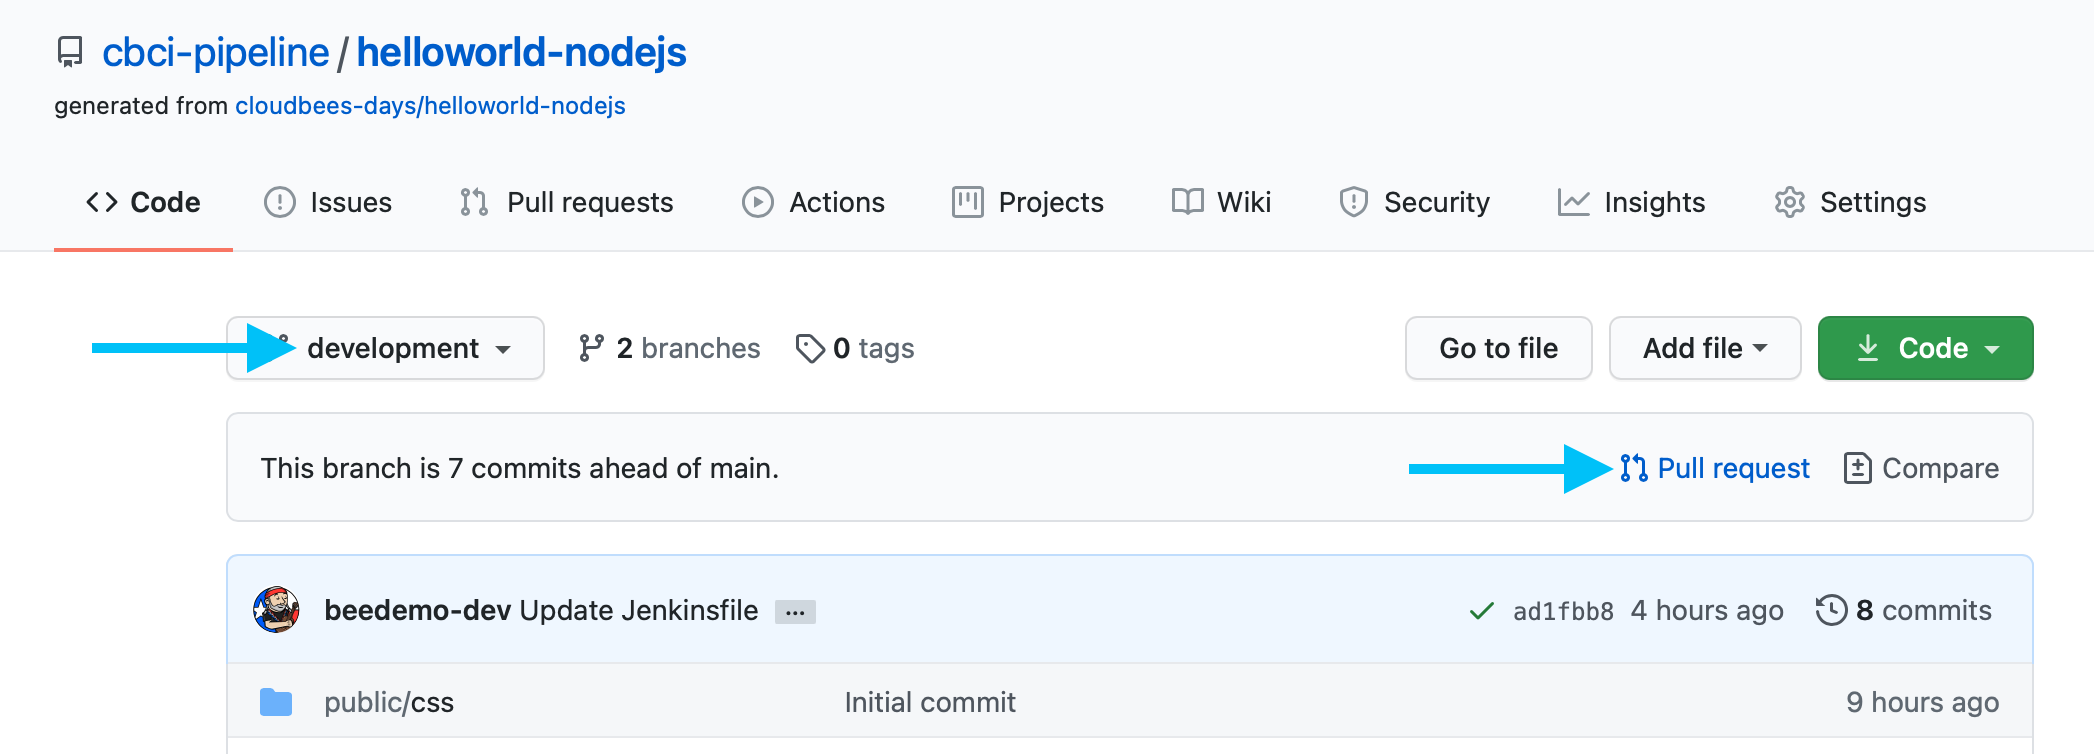 cbci-pipeline / helloworld-nodejs
generated from cloudbees-days/helloworld-nodejs
<> Code Issues Pull requests Actions Projects Wiki Security Insights Settings
development 2 branches 0 tags Go to file Add file Code
This branch is 7 commits ahead of main. Pull request Compare
beedemo-dev Update Jenkinsfile ... ad1fbb8 4 hours ago 8 commits
public/css Initial commit 9 hours ago